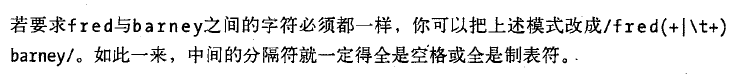 若要求fred与barney之间的字符必须都一样，你可以把上述模式改成/fred(+|\t+)
barney/。如此一来，中间的分隔符就一定得全是空格或全是制表符。